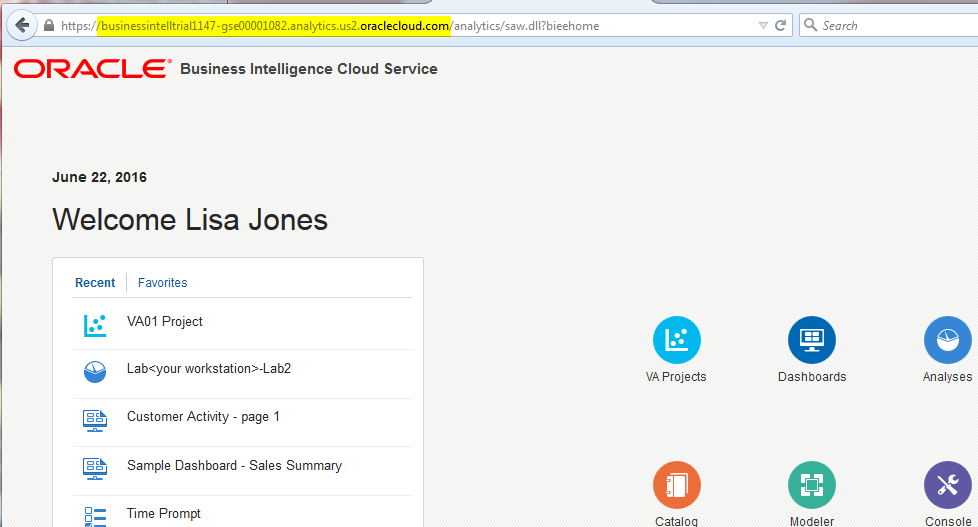 https://businessintelltrial1147-gse00001082.analytics.us2.oraclecloud.com/analytics/saw.dll?bieehome
Search
ORACLE® Business Intelligence Cloud Service
June 22, 2016
Welcome Lisa Jones
Recent Favorites
VA01 Project
Lab<your workstation>-Lab2
Customer Activity - page 1
Sample Dashboard - Sales Summary
Time Prompt
VA Projects Dashboards Analyses
Catalog Modeler Console